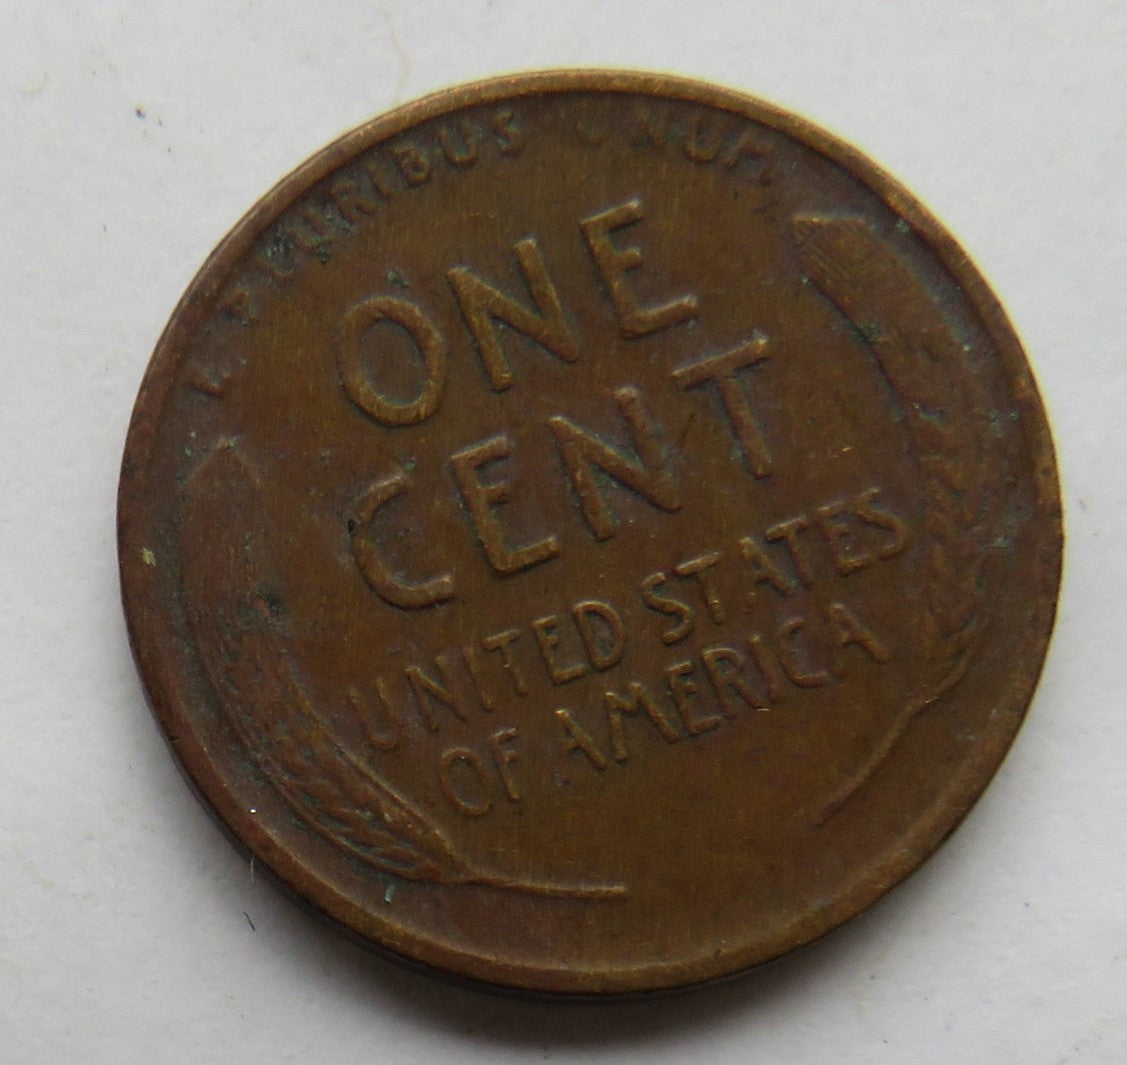 E PLURIBUS UNUM
ONE
CENT
UNITED STATES
OF AMERICA